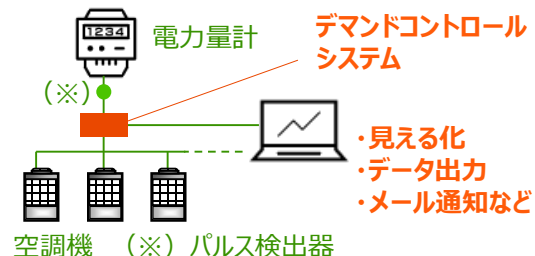 1234
電力量計
デマンドコントロール
システム
（※）
・見える化
・データ出力
・メール通知など
空調機　（※）パルス検出器